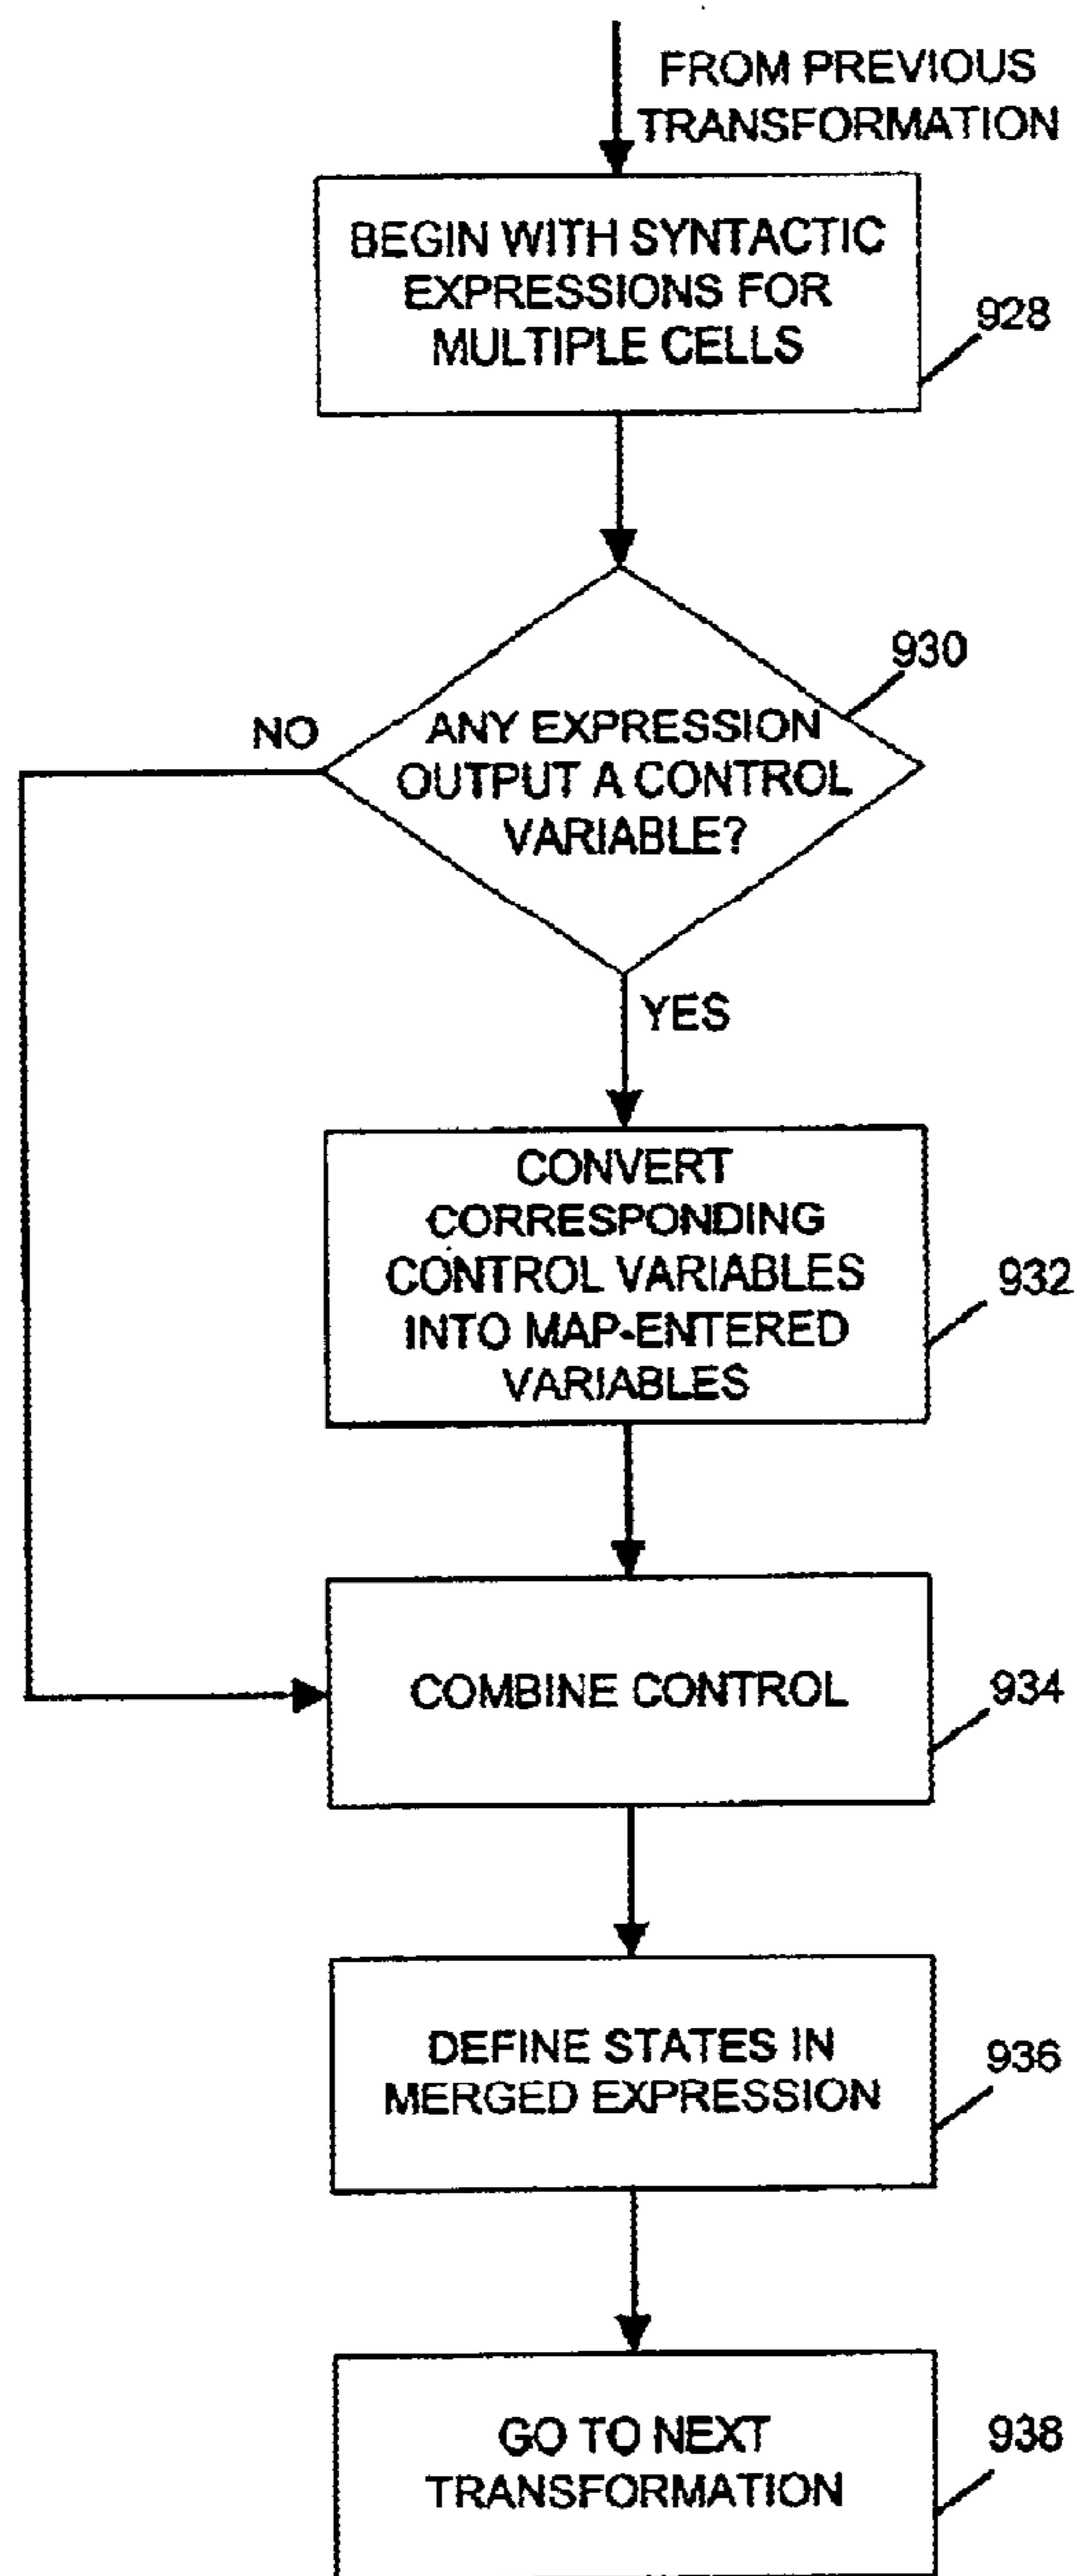 FROM PREVIOUS
TRANSFORMATION
BEGIN WITH SYNTACTIC
EXPRESSIONS FOR
MULTIPLE CELLS
928
930
NO
ANY EXPRESSION
OUTPUT A CONTROL
VARIABLE?
YES
CONVERT
CORRESPONDING
CONTROL VARIABLES
INTO MAP-ENTERED
VARIABLES
932
COMBINE CONTROL
934
DEFINE STATES IN
MERGED EXPRESSION
936
GO TO NEXT
TRANSFORMATION
938